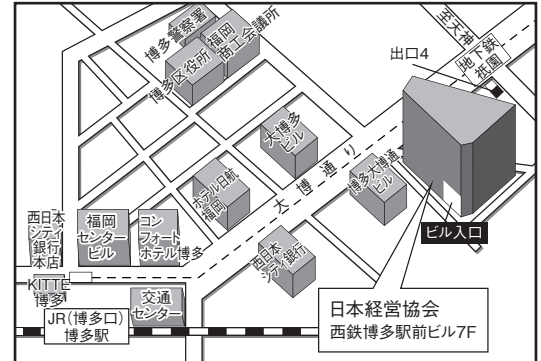 博多警察署
博多区役所
福岡
商工会議所
至天神
地下鉄
祇園
出口4
大博多
ビル
大博通り
博多大博通
ビル
ホテル日航
福岡
西日本
シティ
銀行
本店
福岡
センター
ビル
コン
フォート
ホテル博多
西日本
シティ銀行
ビル入口
KITTE
博多
交通
センター
JR(博多口)
博多駅
日本経営協会
西鉄博多駅前ビル7F